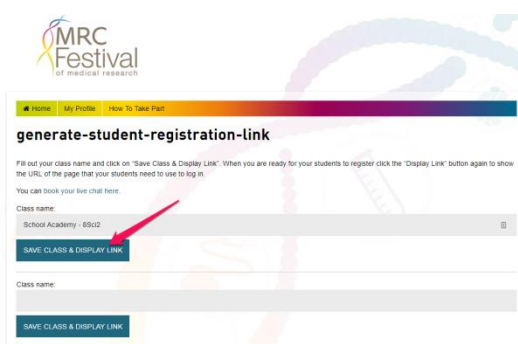 MRC
Festival
of medical research
Home My Profile How To Take Part
generate-student-registration-link
Fill out your class name and click on "Save Class & Display Link". When you are ready for your students to register click the "Display Link" button again to show
the URL of the page that your students need to use to log in.
You can book your live chat here.
Class name:
School Academy - 8Sci2
SAVE CLASS & DISPLAY LINK
Class name:
SAVE CLASS & DISPLAY LINK